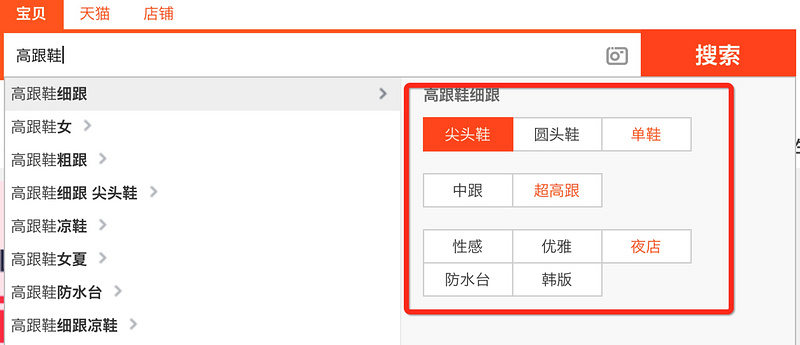 宝贝 天猫 店铺
高跟鞋 搜索
高跟鞋细跟
高跟鞋女
高跟鞋粗跟
高跟鞋细跟 尖头鞋
高跟鞋凉鞋
高跟鞋女夏
高跟鞋防水台
高跟鞋细跟凉鞋
高跟鞋细跟
尖头鞋 圆头鞋 单鞋
中跟 超高跟
性感 优雅 夜店
防水台 韩版